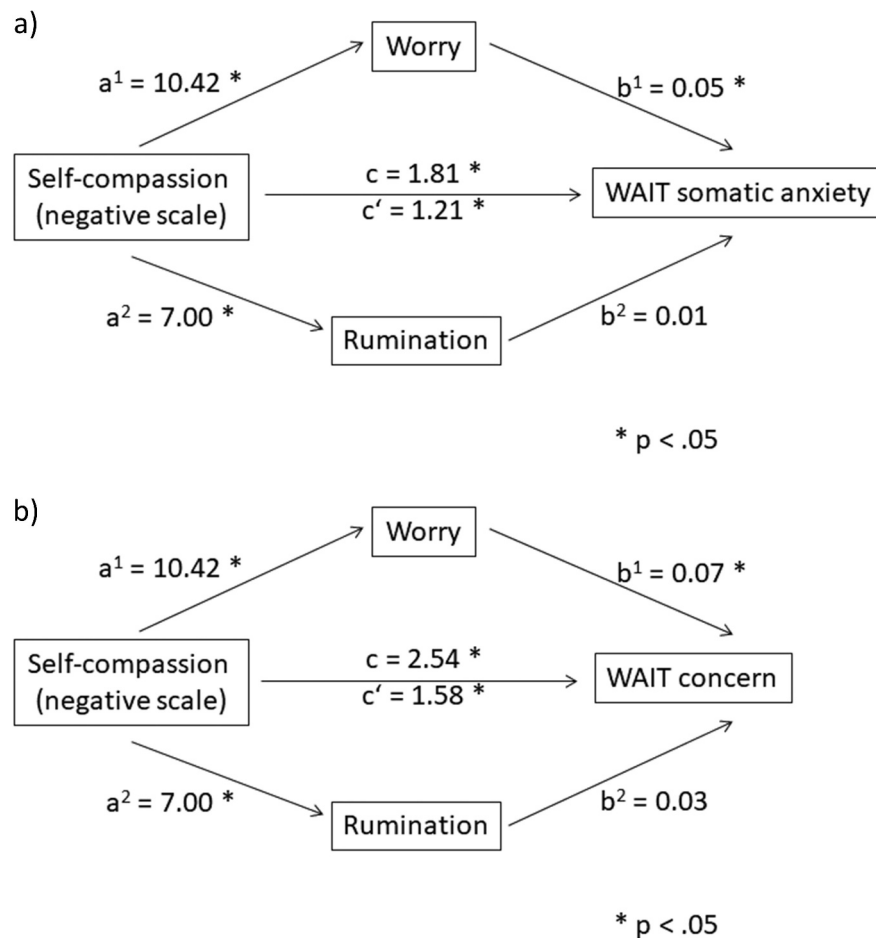 a)
Worry
a¹ = 10.42 *
b¹ = 0.05 *
Self-compassion
(negative scale)
c = 1.81 *
c‘ = 1.21 *
WAIT somatic anxiety
a² = 7.00 *
b² = 0.01
Rumination
* p < .05
b)
Worry
a¹ = 10.42 *
b¹ = 0.07 *
Self-compassion
(negative scale)
c = 2.54 *
c‘ = 1.58 *
WAIT concern
a² = 7.00 *
b² = 0.03
Rumination
* p < .05